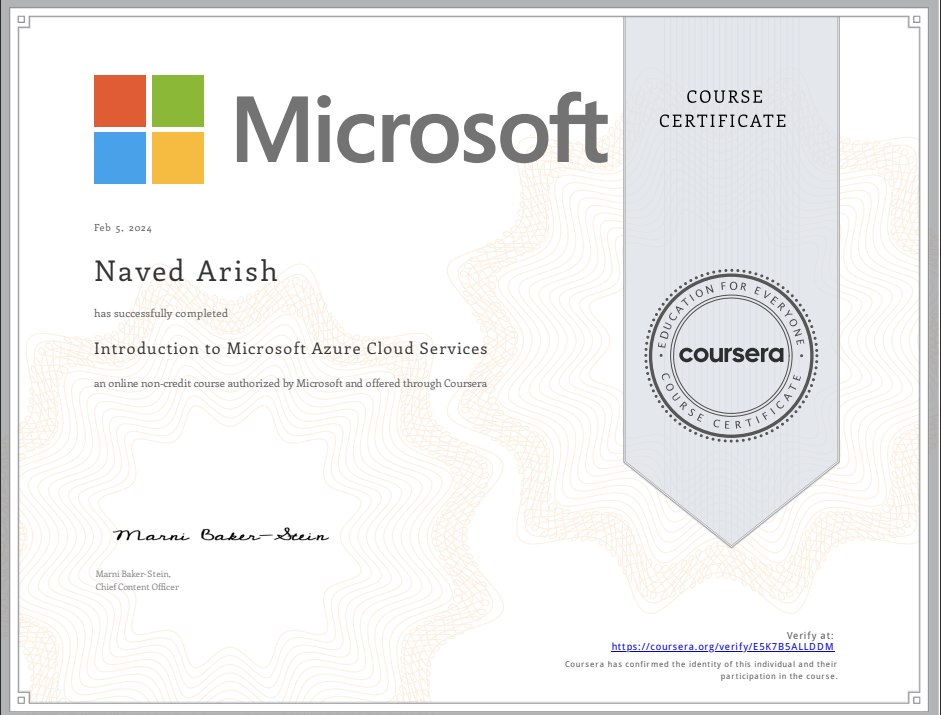 Microsoft
COURSE
CERTIFICATE
Feb 5, 2024
Naved Arish
has successfully completed
Introduction to Microsoft Azure Cloud Services
an online non-credit course authorized by Microsoft and offered through Coursera
EDUCATION FOR EVERYONE
coursera
COURSE CERTIFICATE
Marni Baker-Stein
Marni Baker-Stein,
Chief Content Officer
Verify at:
https://coursera.org/verify/E5K7B5ALLDDM
Coursera has confirmed the identity of this individual and their
participation in the course.